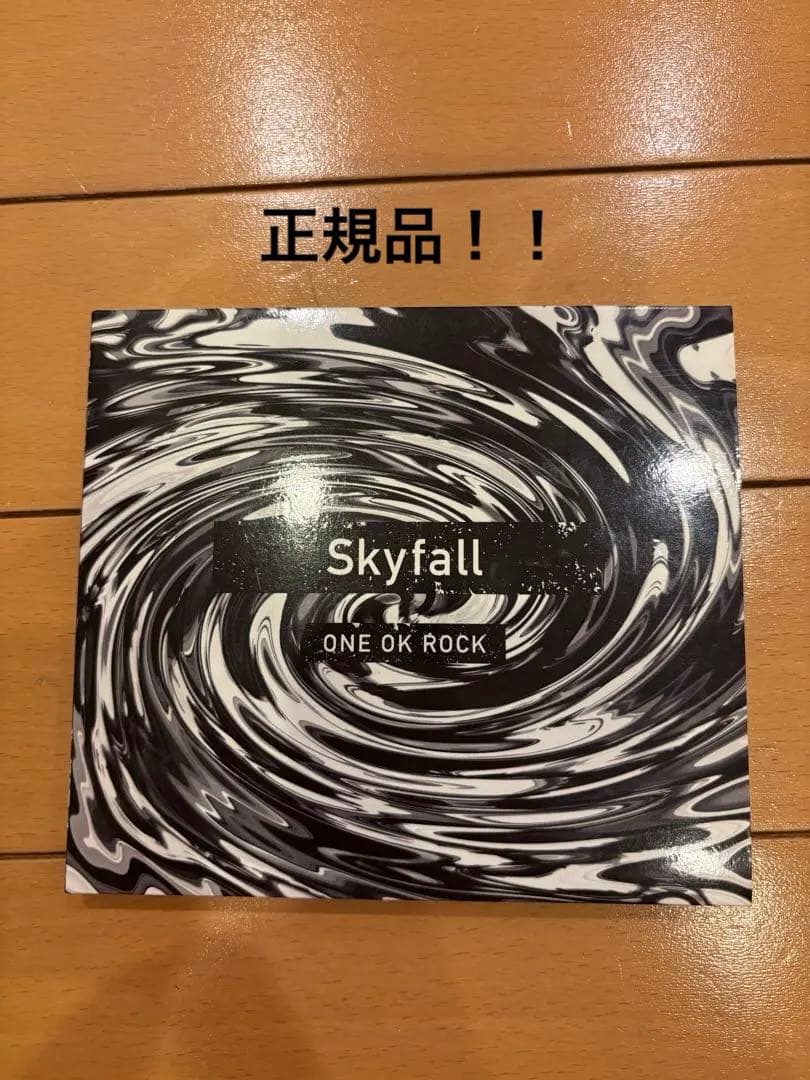 正規品！！
Skyfall
ONE OK ROCK